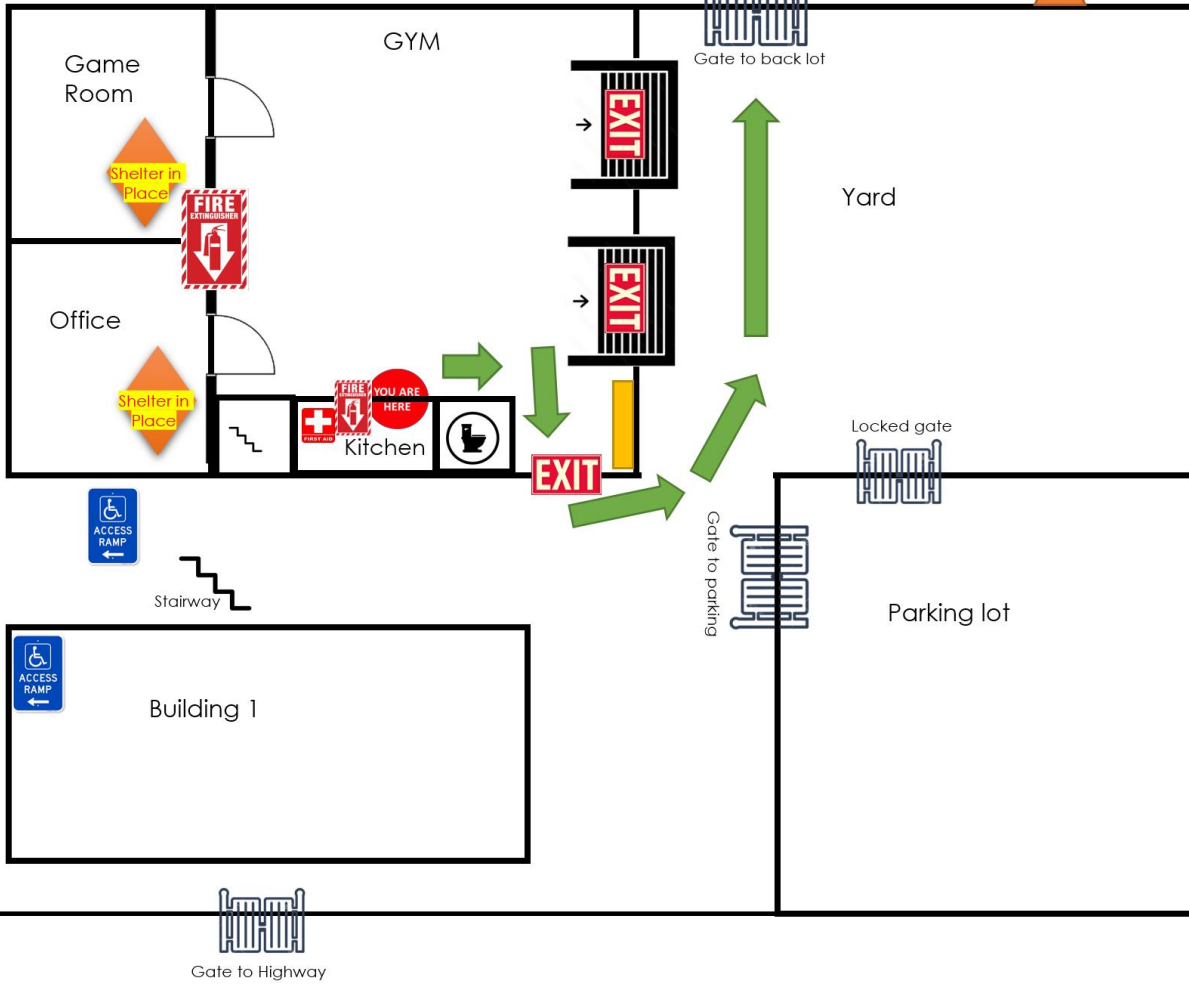 GYM
Game
Room
Gate to back lot
EXIT
Shelter in
Place
Yard
FIRE
EXTINGUISHER
EXIT
Office
Shelter in
Place
FIRE
YOU ARE
HERE
FIRST AID
Kitchen
EXIT
Locked gate
ACCESS
RAMP
Gate to parking
Stairway
Parking lot
ACCESS
RAMP
Building 1
Gate to Highway